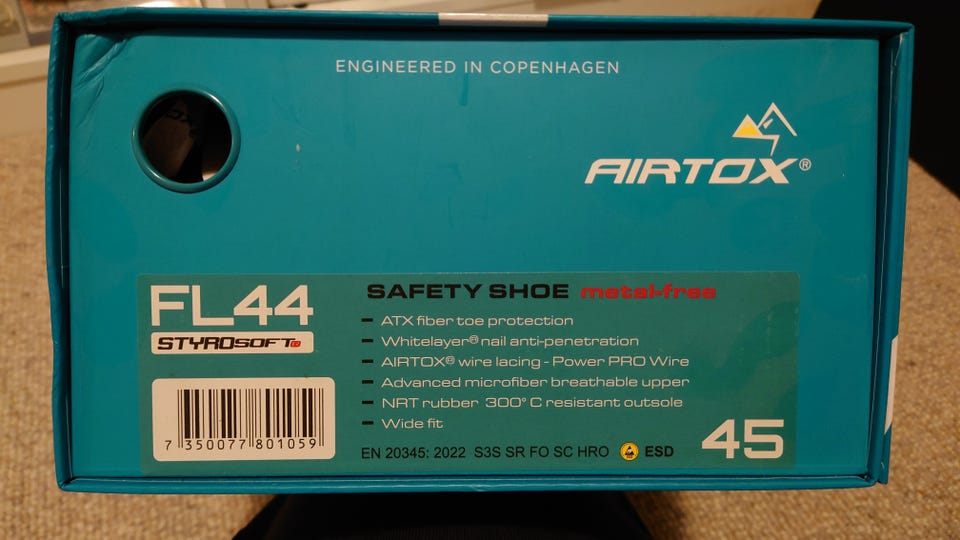 ENGINEERED IN COPENHAGEN
AIRTOX®
FL44
STYROSOFT
SAFETY SHOE metal-free
- ATX fiber toe protection
- Whitelayer® nail anti-penetration
- AIRTOX® wire lacing - Power PRO Wire
- Advanced microfiber breathable upper
- NRT rubber 300° C resistant outsole
- Wide fit
7 350077 801059
EN 20345: 2022 S3S SR FO SC HRO ESD
45